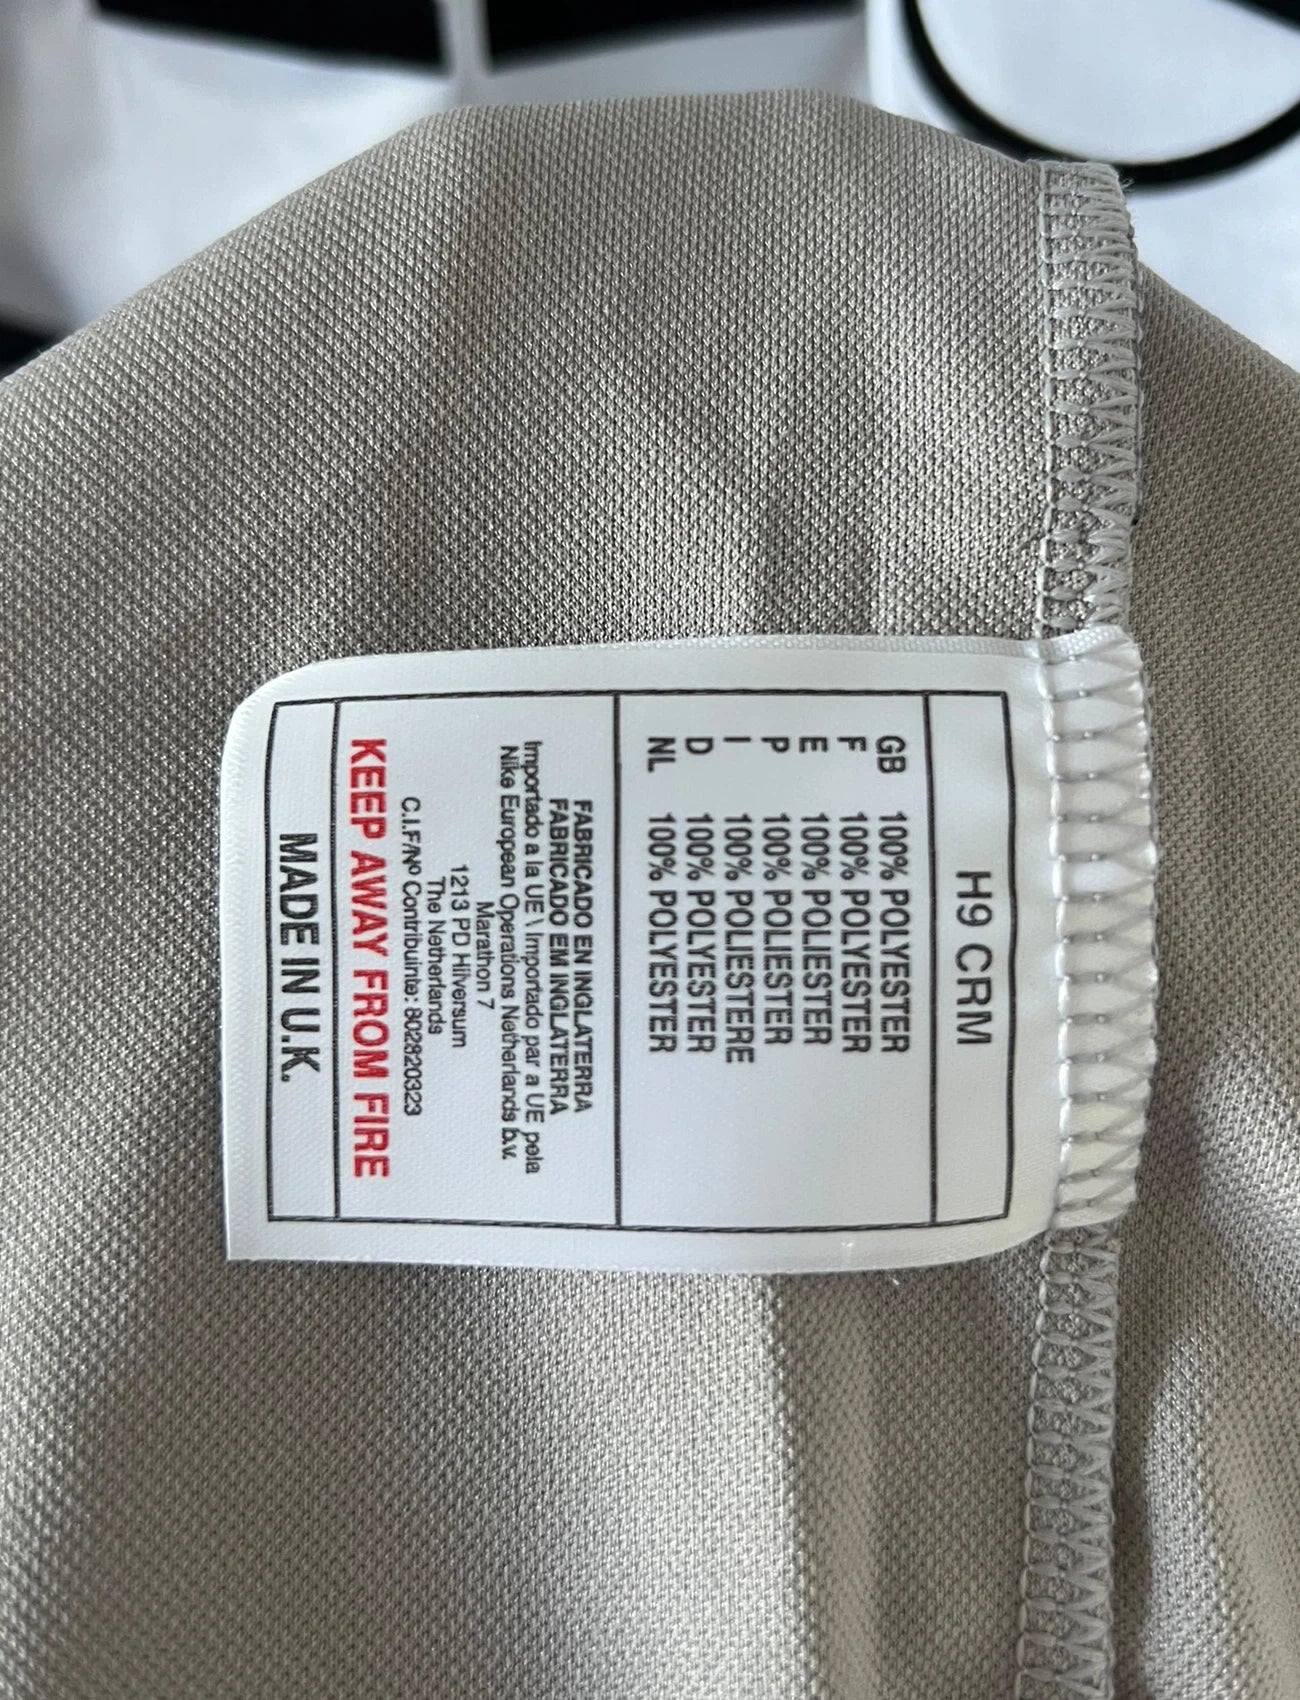 H9 CRM
GB 100% POLYESTER
F 100% POLYESTER
E 100% POLIESTER
P 100% POLIESTER
I 100% POLIESTERE
D 100% POLYESTER
NL 100% POLYESTER
FABRICADO EN INGLATERRA
FABRICADO EM INGLATERRA
Importado a la UE \ Importado par a UE pela
Nike European Operations Netherlands b.v.
Marathon 7
1213 PD Hilversum
The Netherlands
C.I.F/Nº Contribuinte: 802820323
KEEP AWAY FROM FIRE
MADE IN U.K.